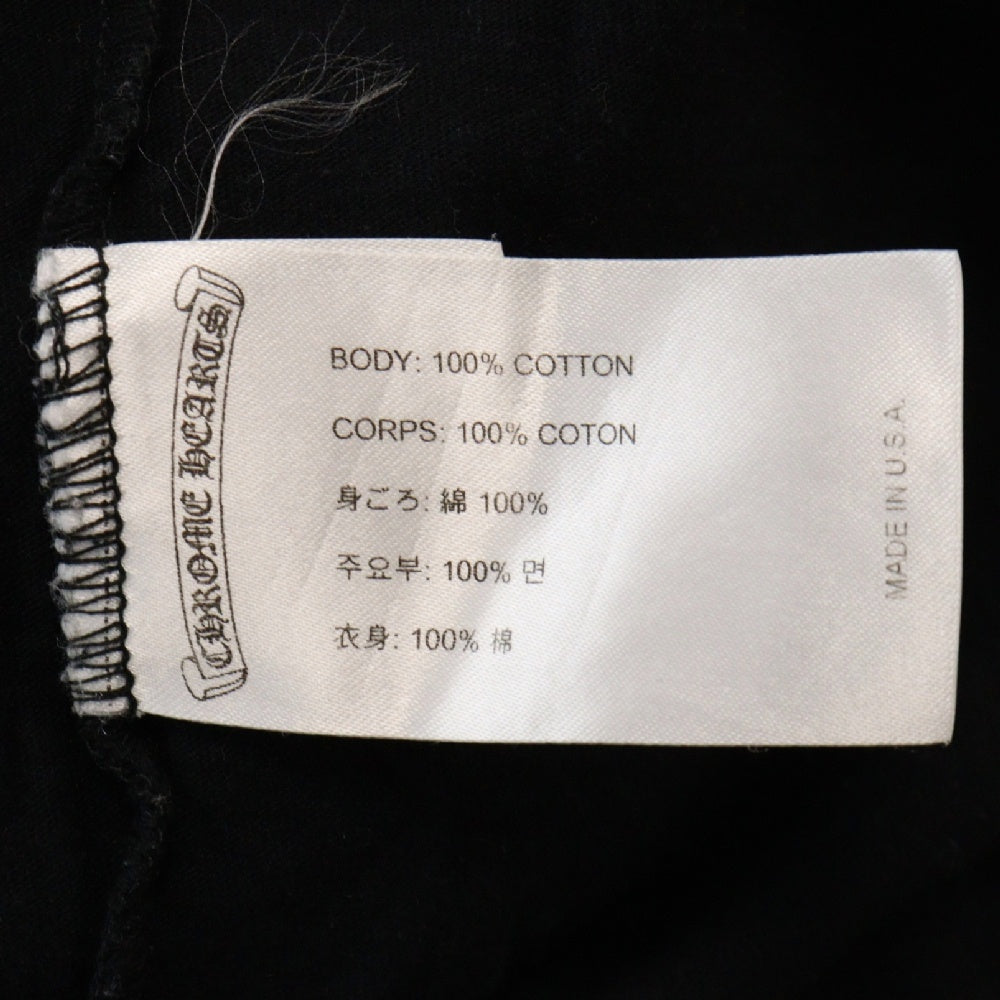 CHROME HEARTS
BODY: 100% COTTON
CORPS: 100% COTON
身ごろ: 綿 100%
주요부: 100% 면
衣身: 100% 棉
MADE IN U.S.A.